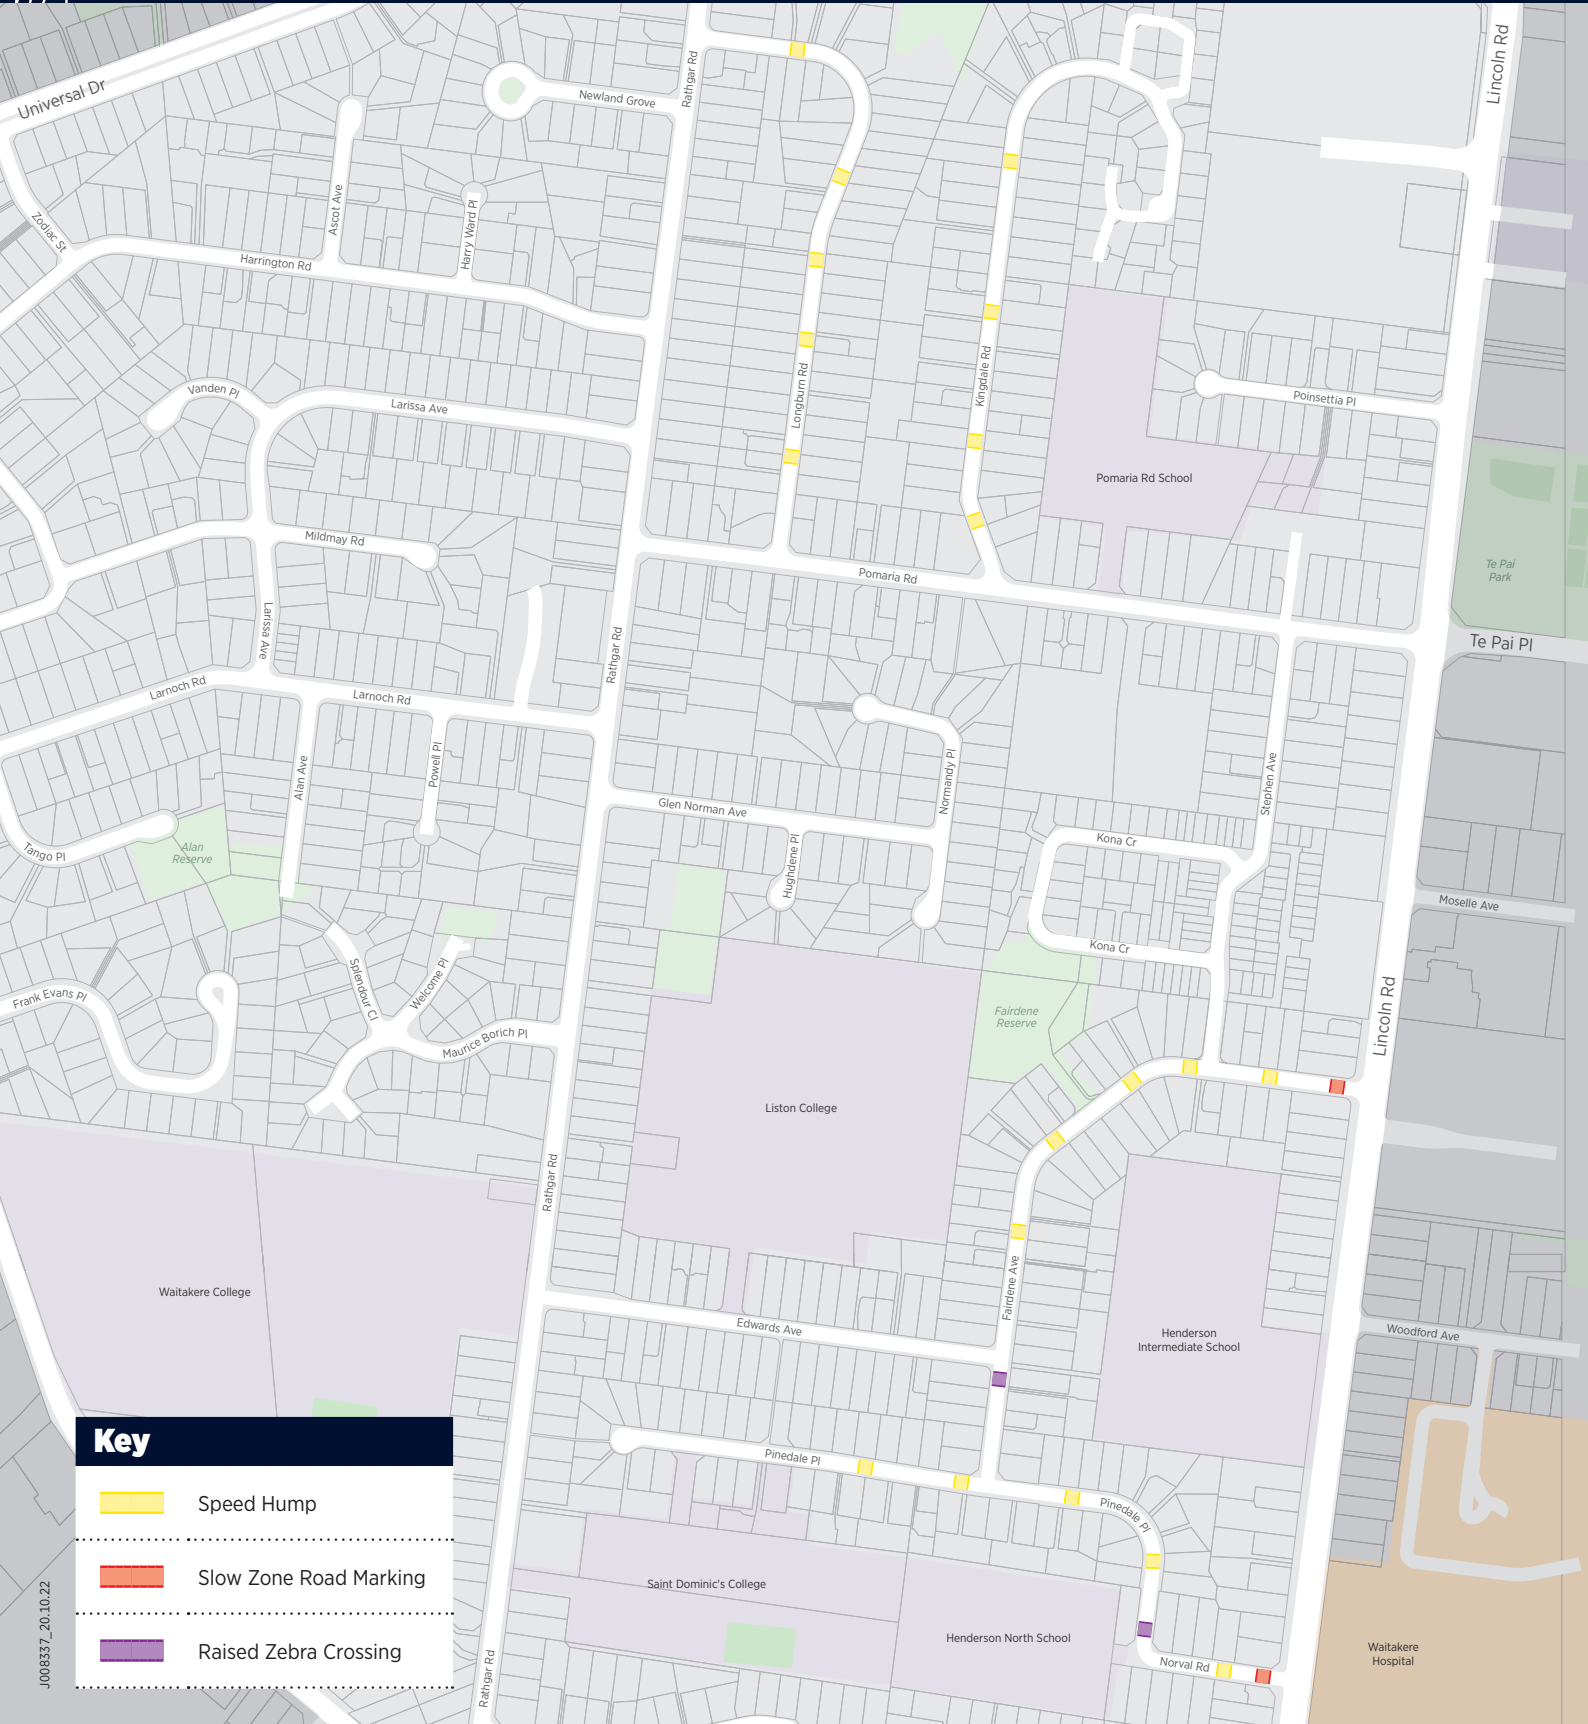 Universal Dr
Rathgar Rd
Newland Grove
Lincoln Rd
Zodiac St
Ascot Ave
Harry Ward Pl
Harrington Rd
Vanden Pl
Larissa Ave
Longburn Rd
Kingdale Rd
Poinsettia Pl
Pomaria Rd School
Mildmay Rd
Pomaria Rd
Te Pai
Park
Te Pai Pl
Larissa Ave
Rathgar Rd
Larnoch Rd
Larnoch Rd
Alan Ave
Powell Pl
Normandy Pl
Stephen Ave
Glen Norman Ave
Hughdene Pl
Kona Cr
Tango Pl
Alan
Reserve
Moselle Ave
Kona Cr
Splendour Cl
Welcome Pl
Frank Evans Pl
Maurice Borich Pl
Fairdene
Reserve
Lincoln Rd
Liston College
Rathgar Rd
Waitakere College
Fairdene Ave
Edwards Ave
Henderson
Intermediate School
Woodford Ave
Pinedale Pl
Pinedale Pl
Saint Dominic's College
Henderson North School
Norval Rd
Waitakere
Hospital
Rathgar Rd
Key
Speed Hump
Slow Zone Road Marking
Raised Zebra Crossing
J008337_20.10.22